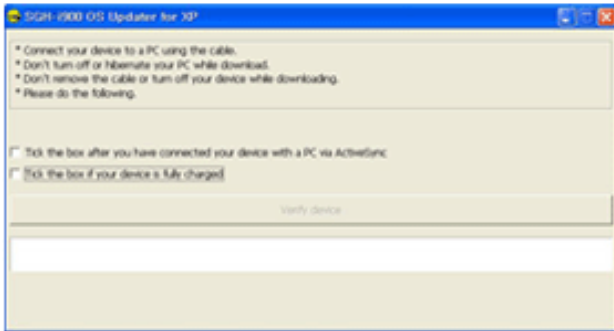 SGH-i900 OS Updater for XP
* Connect your device to a PC using the cable.
* Don't turn off or hibernate your PC while download.
* Don't remove the cable or turn off your device while downloading.
* Please do the following.
Tick the box after you have connected your device with a PC via ActiveSync
Tick the box if your device is fully charged
Verify device